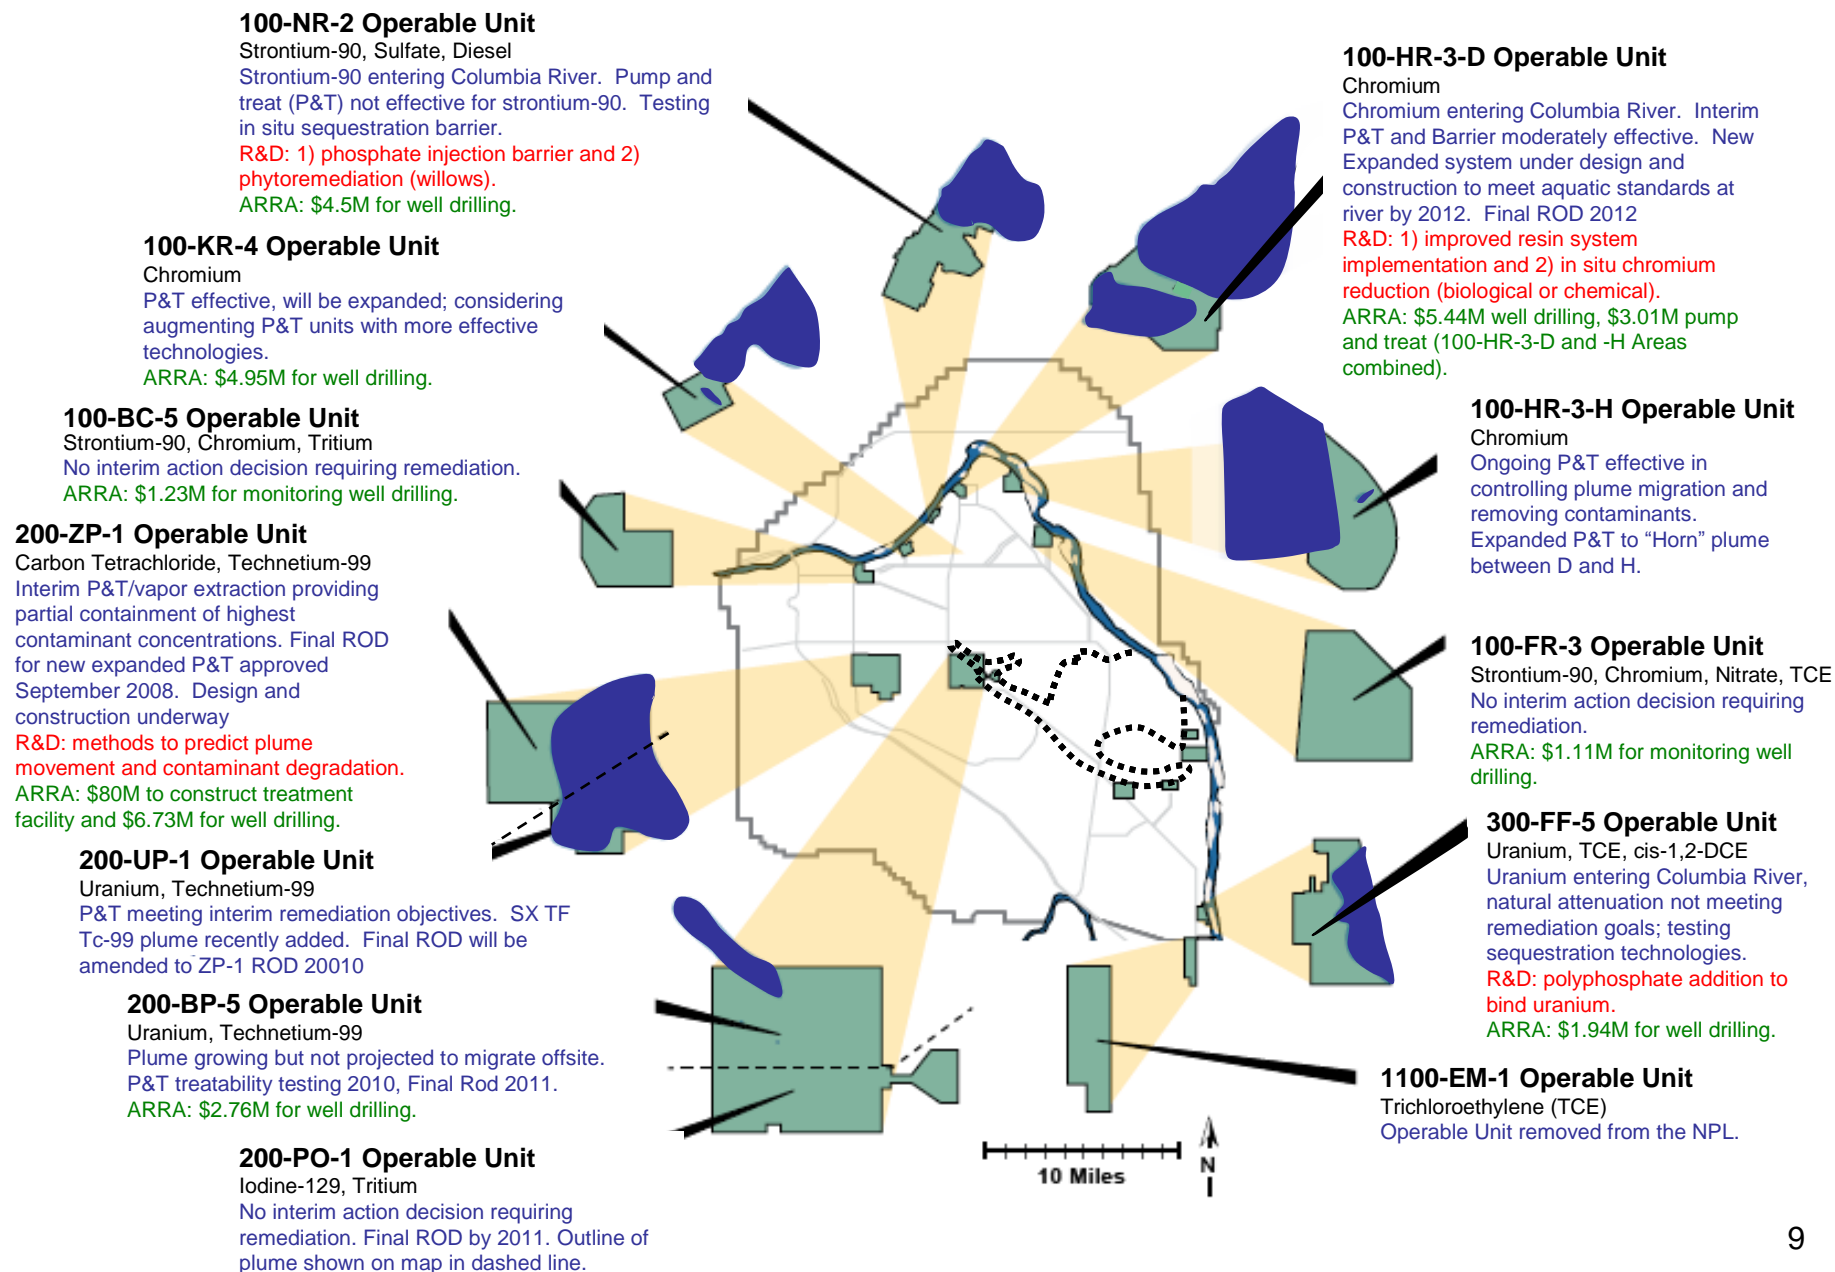 100-NR-2 Operable Unit
Strontium-90, Sulfate, Diesel
Strontium-90 entering Columbia River.  Pump and
treat (P&T) not effective for strontium-90.  Testing
in situ sequestration barrier.
R&D: 1) phosphate injection barrier and 2)
phytoremediation (willows).
ARRA: $4.5M for well drilling.
100-KR-4 Operable Unit
Chromium
P&T effective, will be expanded; considering
augmenting P&T units with more effective
technologies.
ARRA: $4.95M for well drilling.
100-BC-5 Operable Unit
Strontium-90, Chromium, Tritium
No interim action decision requiring remediation.
ARRA: $1.23M for monitoring well drilling.
200-ZP-1 Operable Unit
Carbon Tetrachloride, Technetium-99
Interim P&T/vapor extraction providing
partial containment of highest
contaminant concentrations. Final ROD
for new expanded P&T approved
September 2008.  Design and
construction underway
R&D: methods to predict plume
movement and contaminant degradation.
ARRA: $80M to construct treatment
facility and $6.73M for well drilling.
200-UP-1 Operable Unit
Uranium, Technetium-99
P&T meeting interim remediation objectives.  SX TF
Tc-99 plume recently added.  Final ROD will be
amended to ZP-1 ROD 20010
200-BP-5 Operable Unit
Uranium, Technetium-99
Plume growing but not projected to migrate offsite.
P&T treatability testing 2010, Final Rod 2011.
ARRA: $2.76M for well drilling.
200-PO-1 Operable Unit
Iodine-129, Tritium
No interim action decision requiring
remediation. Final ROD by 2011. Outline of
plume shown on map in dashed line.
100-HR-3-D Operable Unit
Chromium
Chromium entering Columbia River.  Interim
P&T and Barrier moderately effective.  New
Expanded system under design and
construction to meet aquatic standards at
river by 2012.  Final ROD 2012
R&D: 1) improved resin system
implementation and 2) in situ chromium
reduction (biological or chemical).
ARRA: $5.44M well drilling, $3.01M pump
and treat (100-HR-3-D and -H Areas
combined).
100-HR-3-H Operable Unit
Chromium
Ongoing P&T effective in
controlling plume migration and
removing contaminants.
Expanded P&T to “Horn” plume
between D and H.
100-FR-3 Operable Unit
Strontium-90, Chromium, Nitrate, TCE
No interim action decision requiring
remediation.
ARRA: $1.11M for monitoring well
drilling.
300-FF-5 Operable Unit
Uranium, TCE, cis-1,2-DCE
Uranium entering Columbia River,
natural attenuation not meeting
remediation goals; testing
sequestration technologies.
R&D: polyphosphate addition to
bind uranium.
ARRA: $1.94M for well drilling.
1100-EM-1 Operable Unit
Trichloroethylene (TCE)
Operable Unit removed from the NPL.
10 Miles
N
9